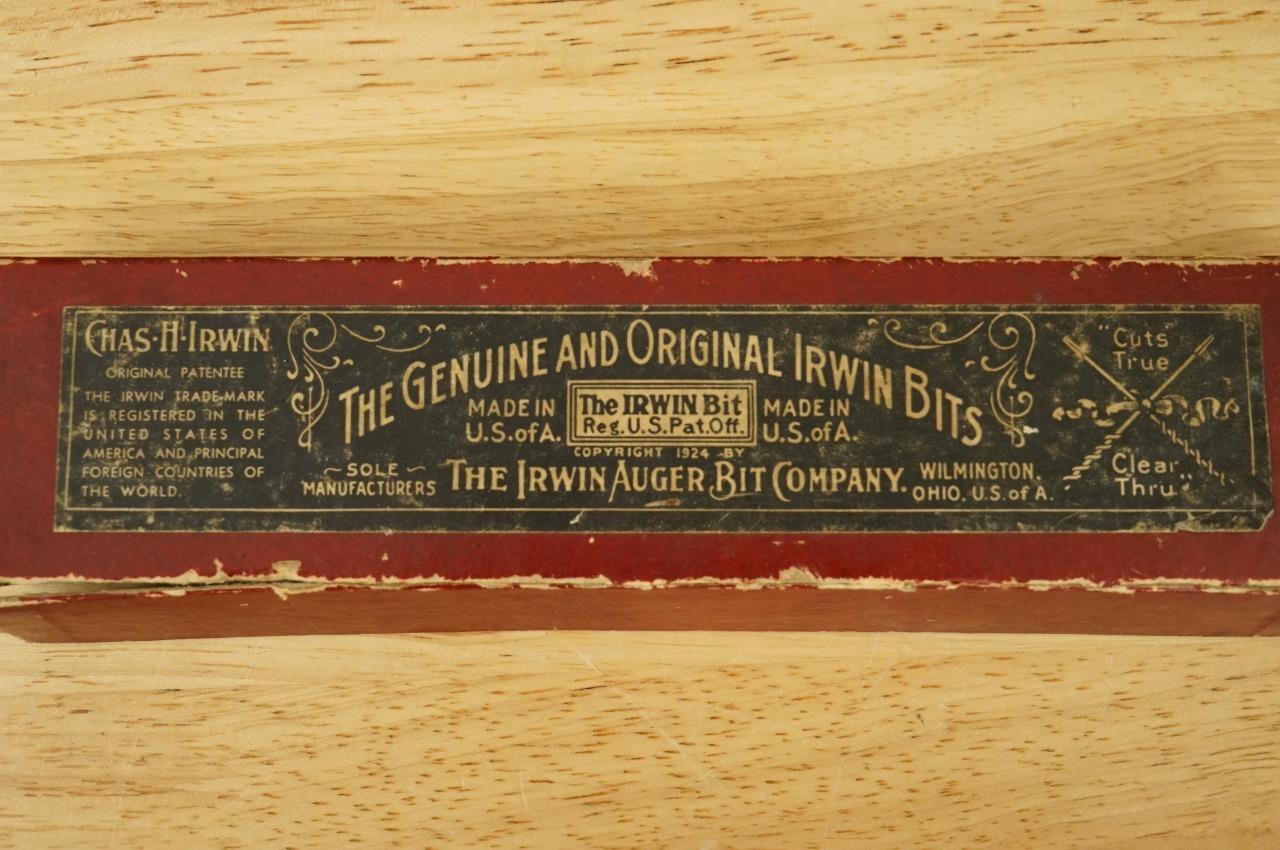 CHAS·H·IRWIN
ORIGINAL PATENTEE
THE IRWIN TRADE-MARK
IS REGISTERED IN THE
UNITED STATES OF
AMERICA AND PRINCIPAL
FOREIGN COUNTRIES OF
THE WORLD.
THE GENUINE AND ORIGINAL IRWIN BITS
MADE IN
U.S. of A.
The IRWIN Bit
Reg. U.S. Pat. Off.
MADE IN
U.S. of A.
COPYRIGHT 1924 BY
~SOLE~
MANUFACTURERS
THE IRWIN AUGER BIT COMPANY.
WILMINGTON,
OHIO, U.S. of A.
"Cuts
True
Clear
Thru"